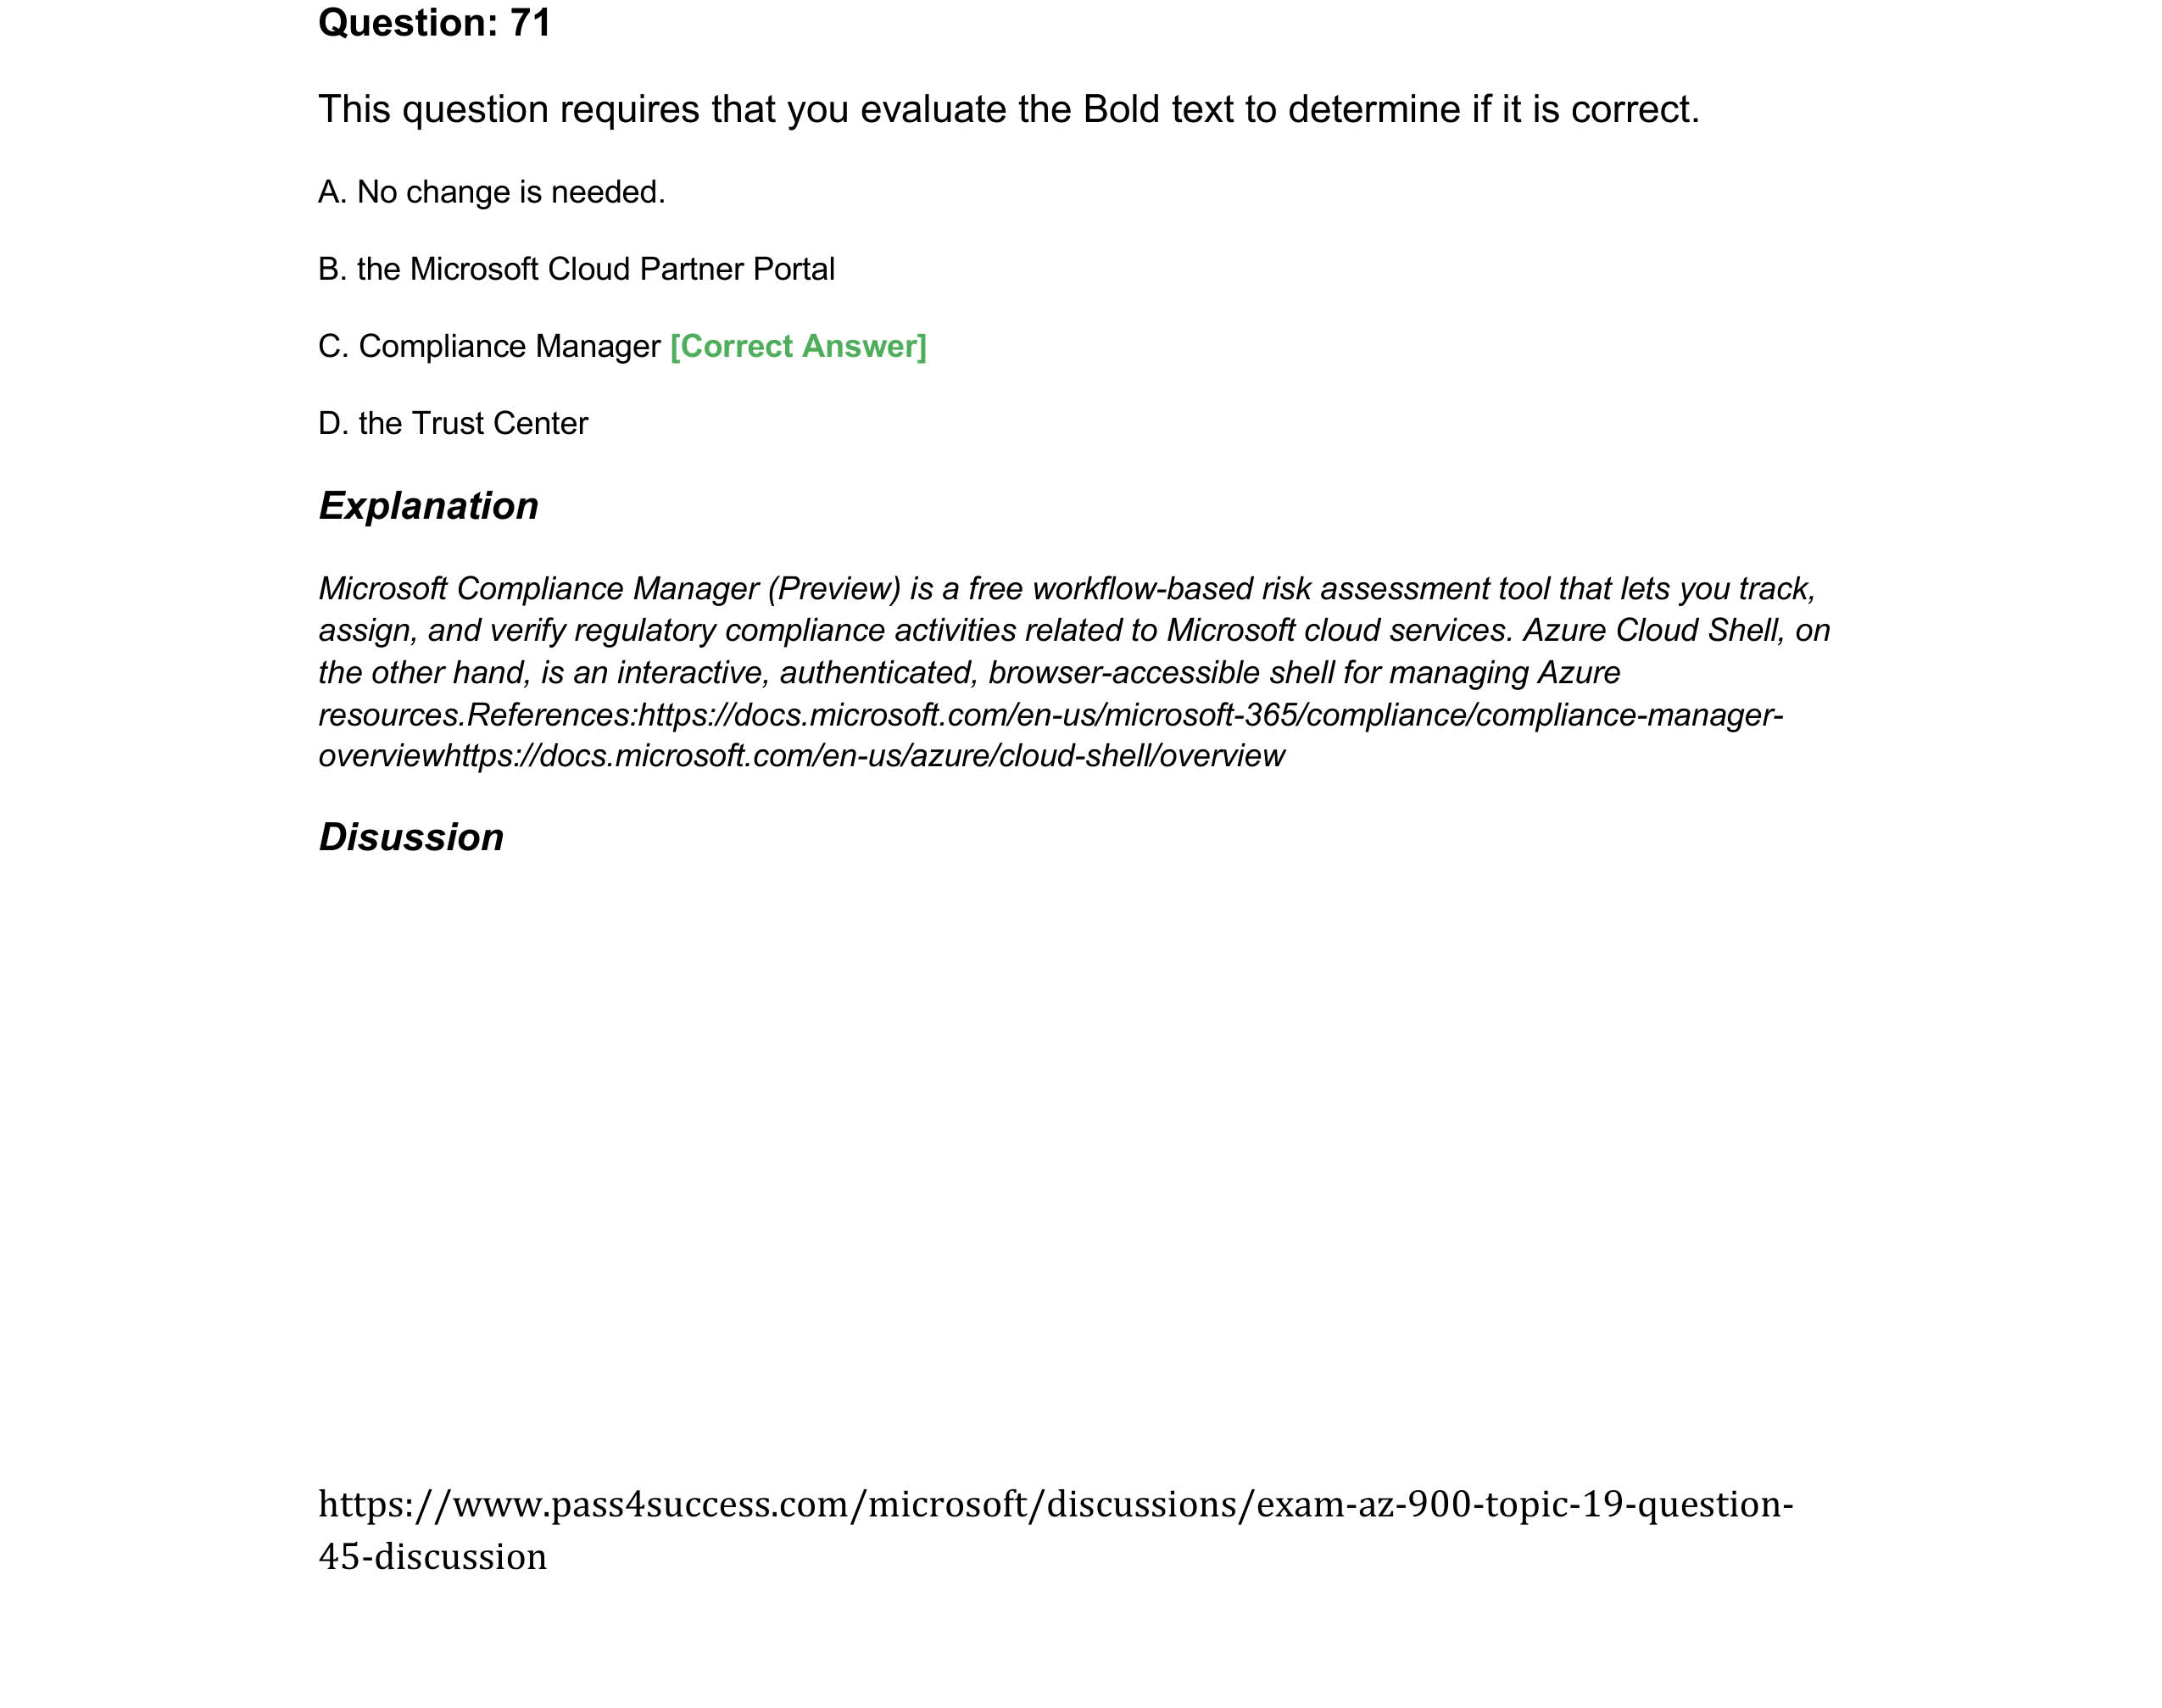 Question: 71
This question requires that you evaluate the Bold text to determine if it is correct.
A. No change is needed.
B. the Microsoft Cloud Partner Portal
C. Compliance Manager [Correct Answer]
D. the Trust Center
Explanation
Microsoft Compliance Manager (Preview) is a free workflow-based risk assessment tool that lets you track,
assign, and verify regulatory compliance activities related to Microsoft cloud services. Azure Cloud Shell, on
the other hand, is an interactive, authenticated, browser-accessible shell for managing Azure
resources.References:https://docs.microsoft.com/en-us/microsoft-365/compliance/compliance-manager-
overviewhttps://docs.microsoft.com/en-us/azure/cloud-shell/overview
Disussion
https://www.pass4success.com/microsoft/discussions/exam-az-900-topic-19-question-
45-discussion